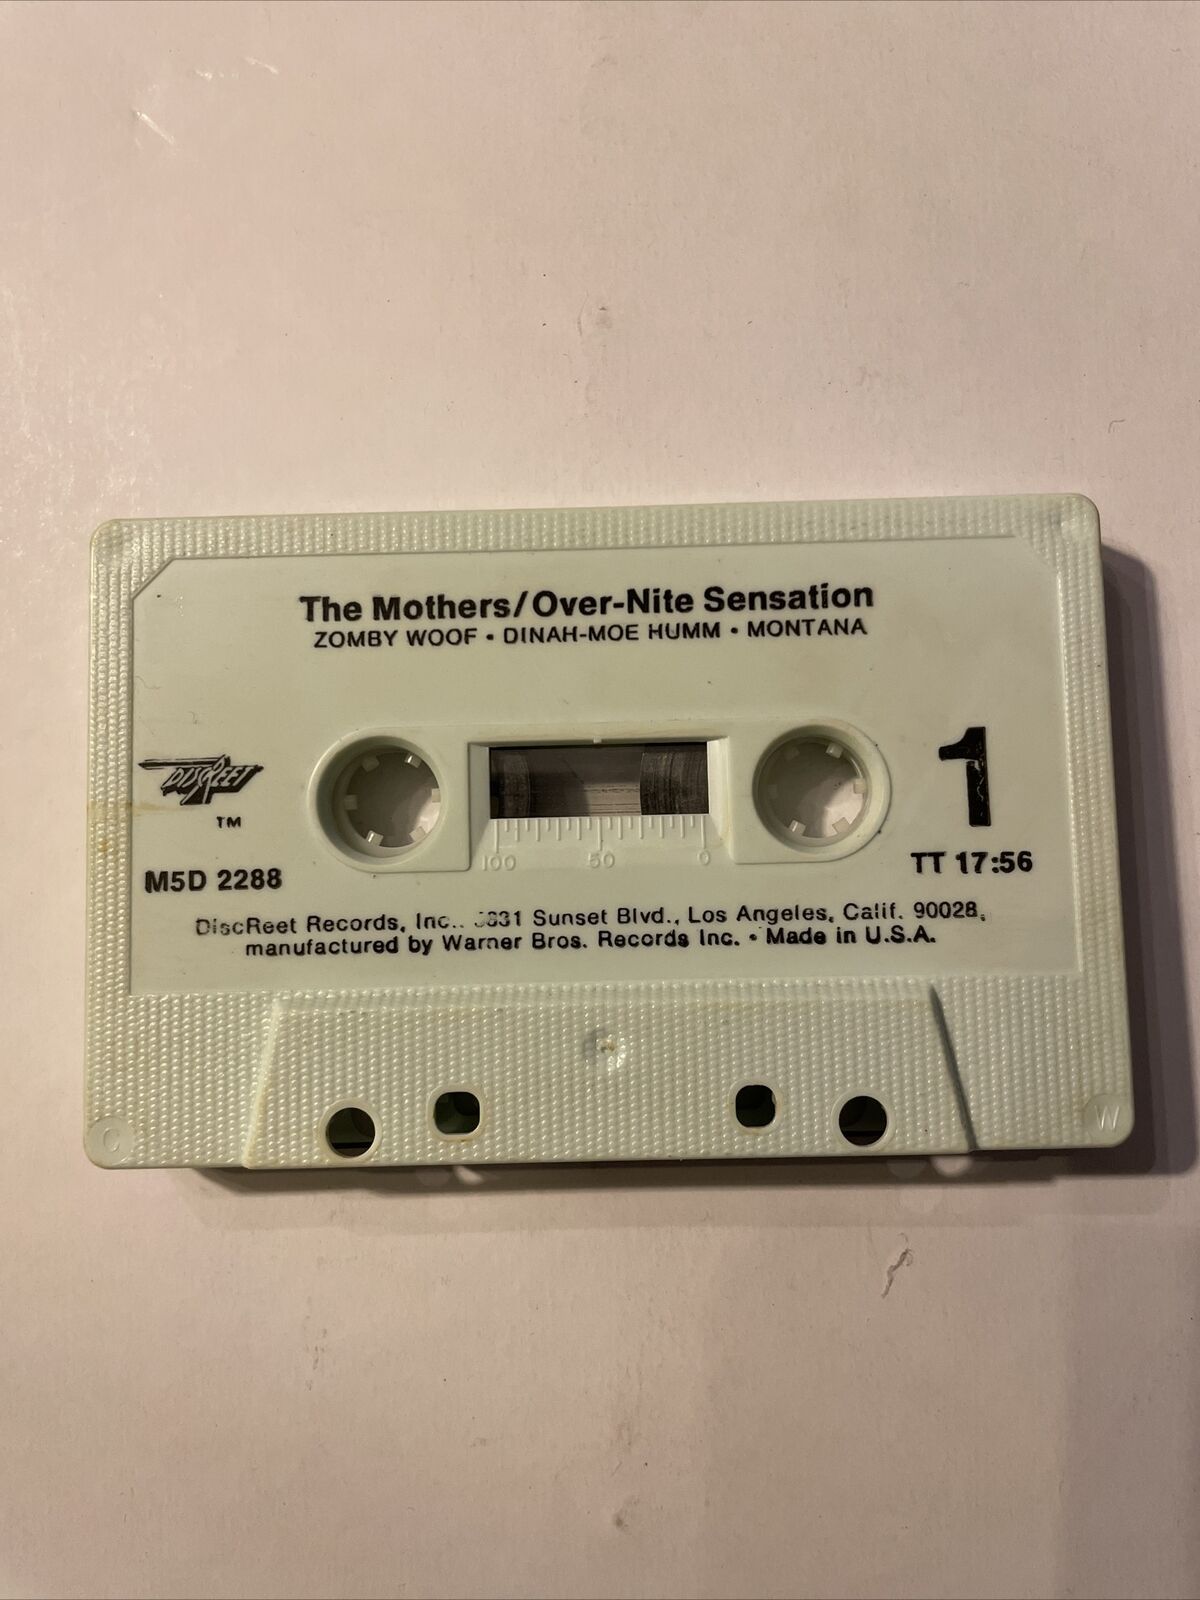 The Mothers/Over-Nite Sensation
ZOMBY WOOF • DINAH-MOE HUMM • MONTANA
DISCREET
TM
1
M5D 2288
TT 17:56
100 50 0
DiscReet Records, Inc., Sunset Blvd., Los Angeles, Calif. 90028,
manufactured by Warner Bros. Records Inc. • Made in U.S.A.
O
W